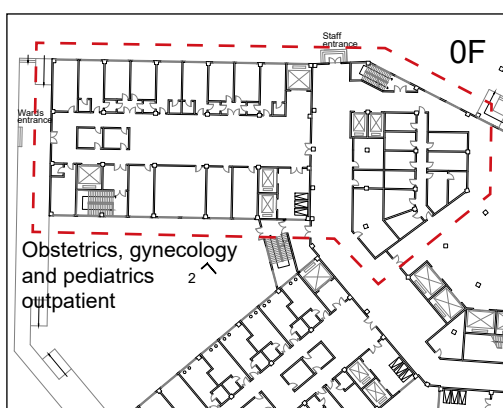 Staff
entrance
0F
Wards
entrance
Obstetrics, gynecology
and pediatrics
outpatient
2